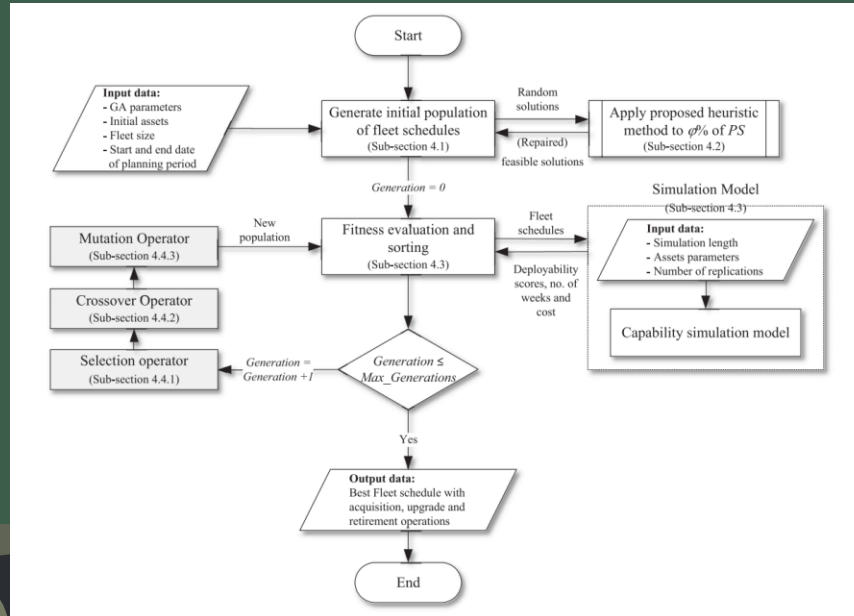 Start
Input data:
- GA parameters
- Initial assets
- Fleet size
- Start and end date
of planning period
Generate initial population
of fleet schedules
(Sub-section 4.1)
Random
solutions
(Repaired)
feasible solutions
Apply proposed heuristic
method to φ% of PS
(Sub-section 4.2)
Generation = 0
Simulation Model
(Sub-section 4.3)
Mutation Operator
(Sub-section 4.4.3)
New
population
Fitness evaluation and
sorting
(Sub-section 4.3)
Fleet
schedules
Deployability
scores, no. of
weeks and
cost
Input data:
- Simulation length
- Assets parameters
- Number of replications
Crossover Operator
(Sub-section 4.4.2)
Capability simulation model
Selection operator
(Sub-section 4.4.1)
Generation =
Generation +1
Generation ≤
Max_Generations
Yes
Output data:
Best Fleet schedule with
acquisition, upgrade and
retirement operations
End